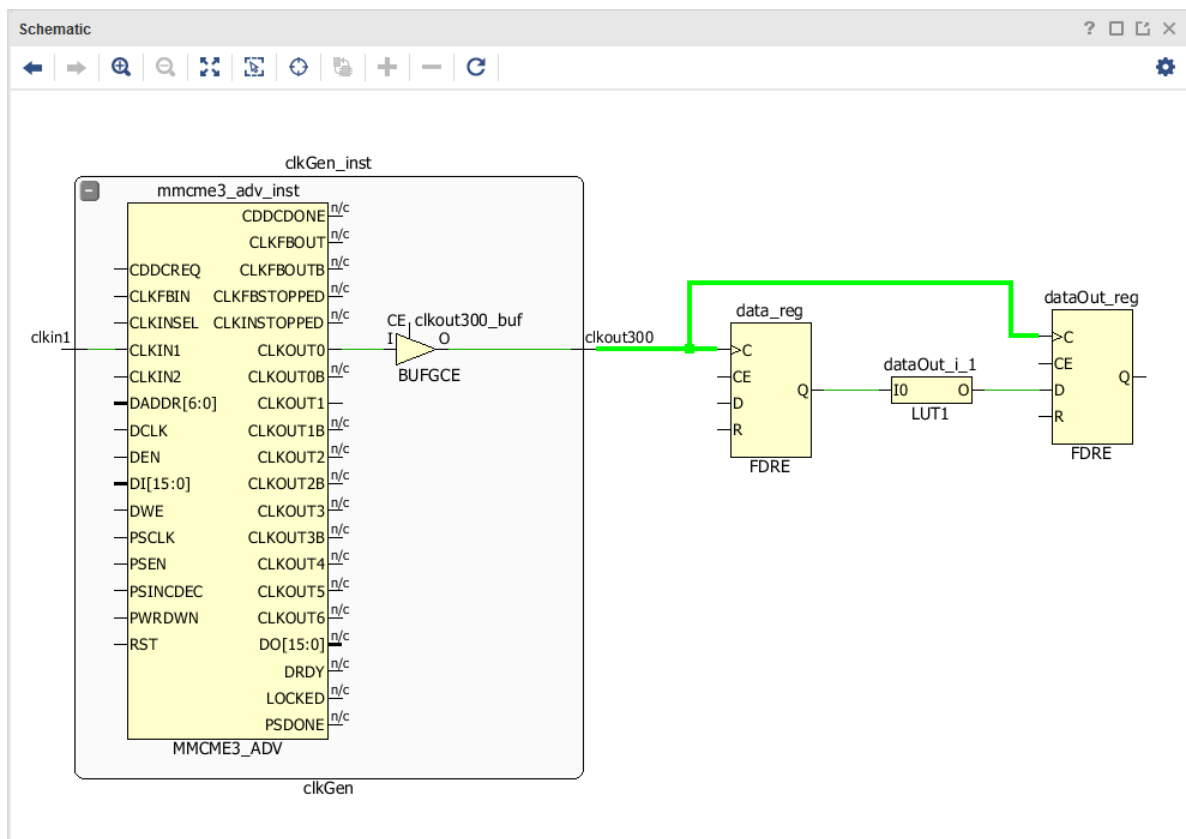 Schematic
clkGen_inst
mmcme3_adv_inst
CDDCDONE n/c
CLKFBOUT n/c
CDDCREQ CLKFBOUTB n/c
CLKFBIN CLKFBSTOPPED n/c
CLKINSEL CLKINSTOPPED n/c
clkin1 CLKIN1 CLKOUT0
CLKIN2 CLKOUT0B n/c
DADDR[6:0] CLKOUT1
DCLK CLKOUT1B n/c
DEN CLKOUT2 n/c
DI[15:0] CLKOUT2B n/c
DWE CLKOUT3 n/c
PSCLK CLKOUT3B n/c
PSEN CLKOUT4 n/c
PSINCDEC CLKOUT5 n/c
PWRDWN CLKOUT6 n/c
RST DO[15:0] n/c
DRDY n/c
LOCKED n/c
PSDONE n/c
MMCME3_ADV
clkGen
CE clkout300_buf
I O
BUFGCE
clkout300
data_reg
C
CE
Q
D
R
FDRE
dataOut_i_1
I0 O
LUT1
dataOut_reg
C
CE
Q
D
R
FDRE